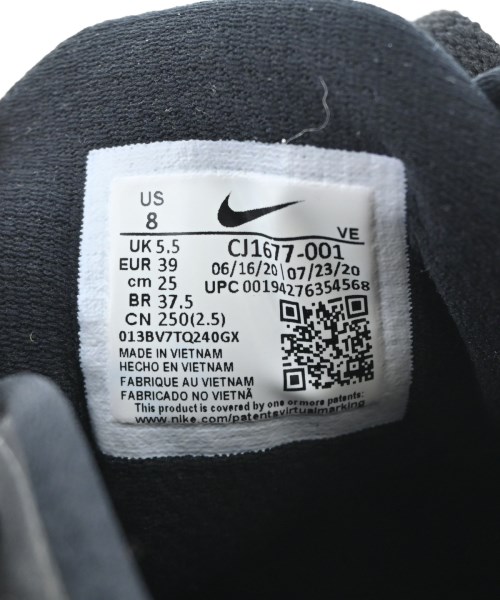 US
8
VE
UK 5.5
CJ1677-001
EUR 39
06/16/20 07/23/20
cm 25
UPC 00194276354568
BR 37.5
CN 250(2.5)
013BV7TQ240GX
MADE IN VIETNAM
HECHO EN VIETNAM
FABRIQUE AU VIETNAM
FABRICADO NO VIETNÃ
This product is covered by one or more patents:
www.nike.com/patentsvirtualmarking